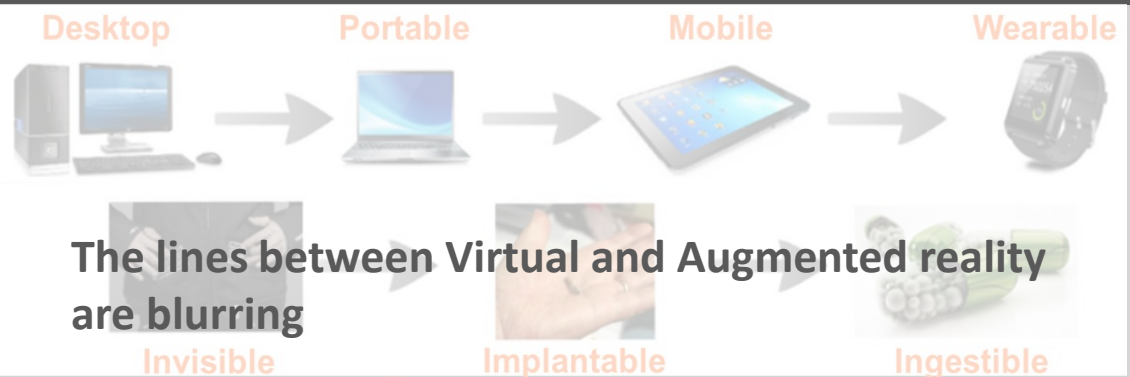 Desktop Portable Mobile Wearable
The lines between Virtual and Augmented reality
are blurring
Invisible Implantable Ingestible